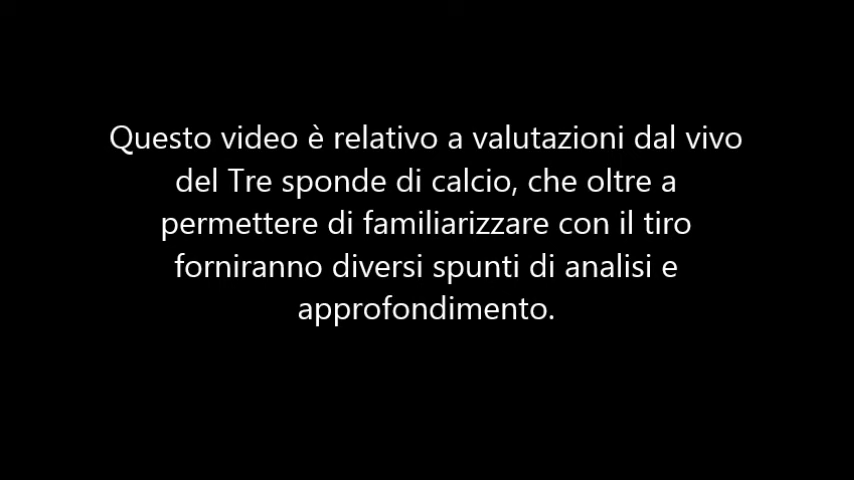 Questo video è relativo a valutazioni dal vivo
del Tre sponde di calcio, che oltre a
permettere di familiarizzare con il tiro
forniranno diversi spunti di analisi e
approfondimento.